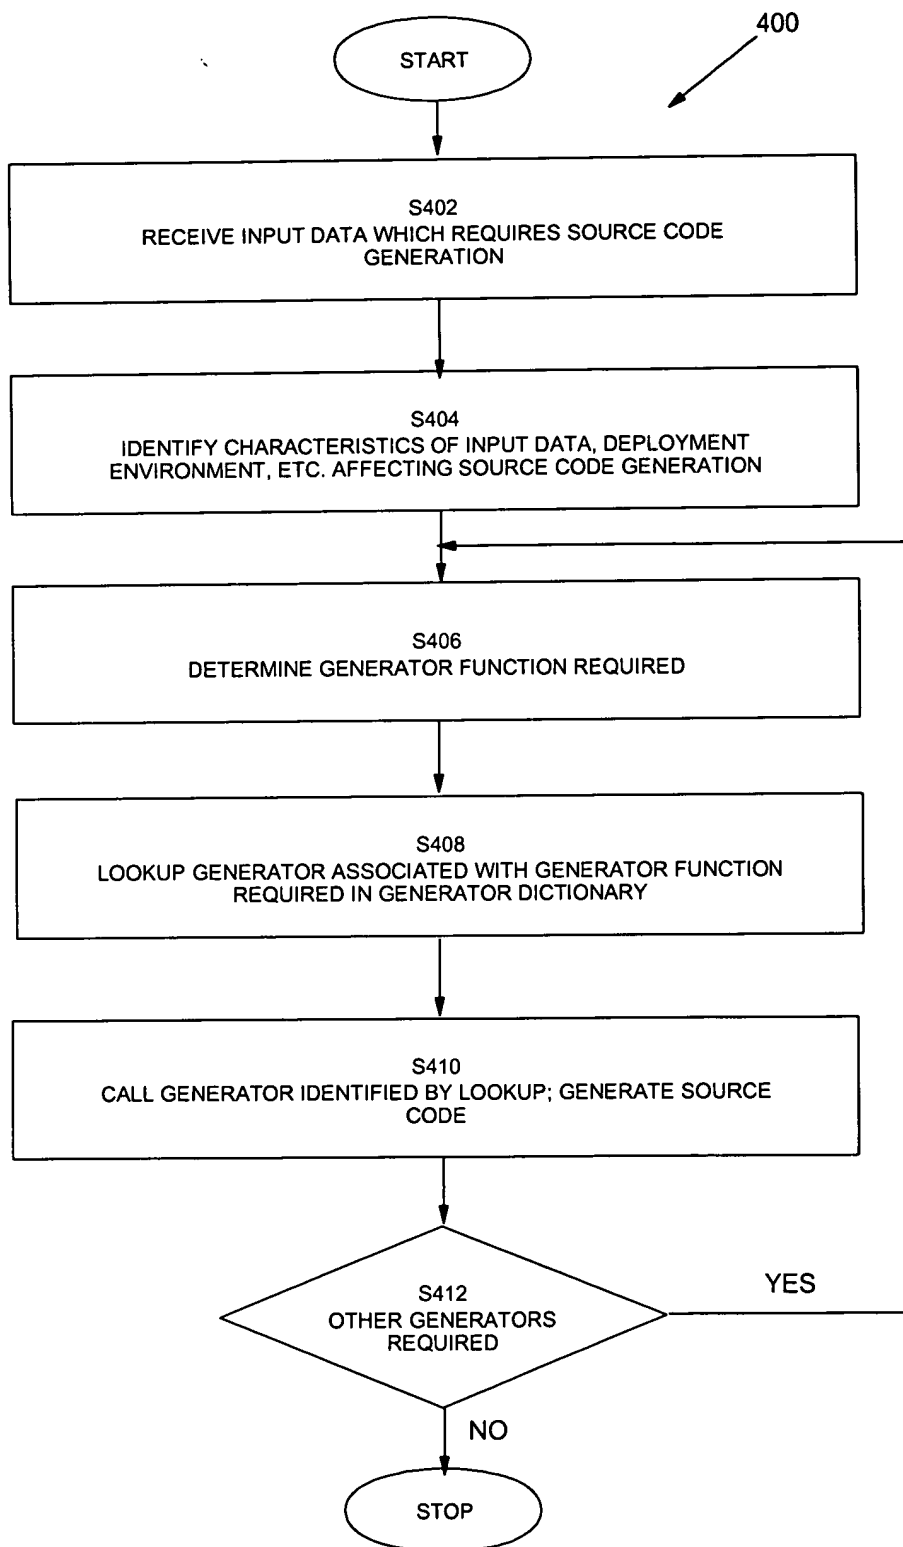 400
START
S402
RECEIVE INPUT DATA WHICH REQUIRES SOURCE CODE
GENERATION
S404
IDENTIFY CHARACTERISTICS OF INPUT DATA, DEPLOYMENT
ENVIRONMENT, ETC. AFFECTING SOURCE CODE GENERATION
S406
DETERMINE GENERATOR FUNCTION REQUIRED
S408
LOOKUP GENERATOR ASSOCIATED WITH GENERATOR FUNCTION
REQUIRED IN GENERATOR DICTIONARY
S410
CALL GENERATOR IDENTIFIED BY LOOKUP; GENERATE SOURCE
CODE
S412
OTHER GENERATORS
REQUIRED
YES
NO
STOP